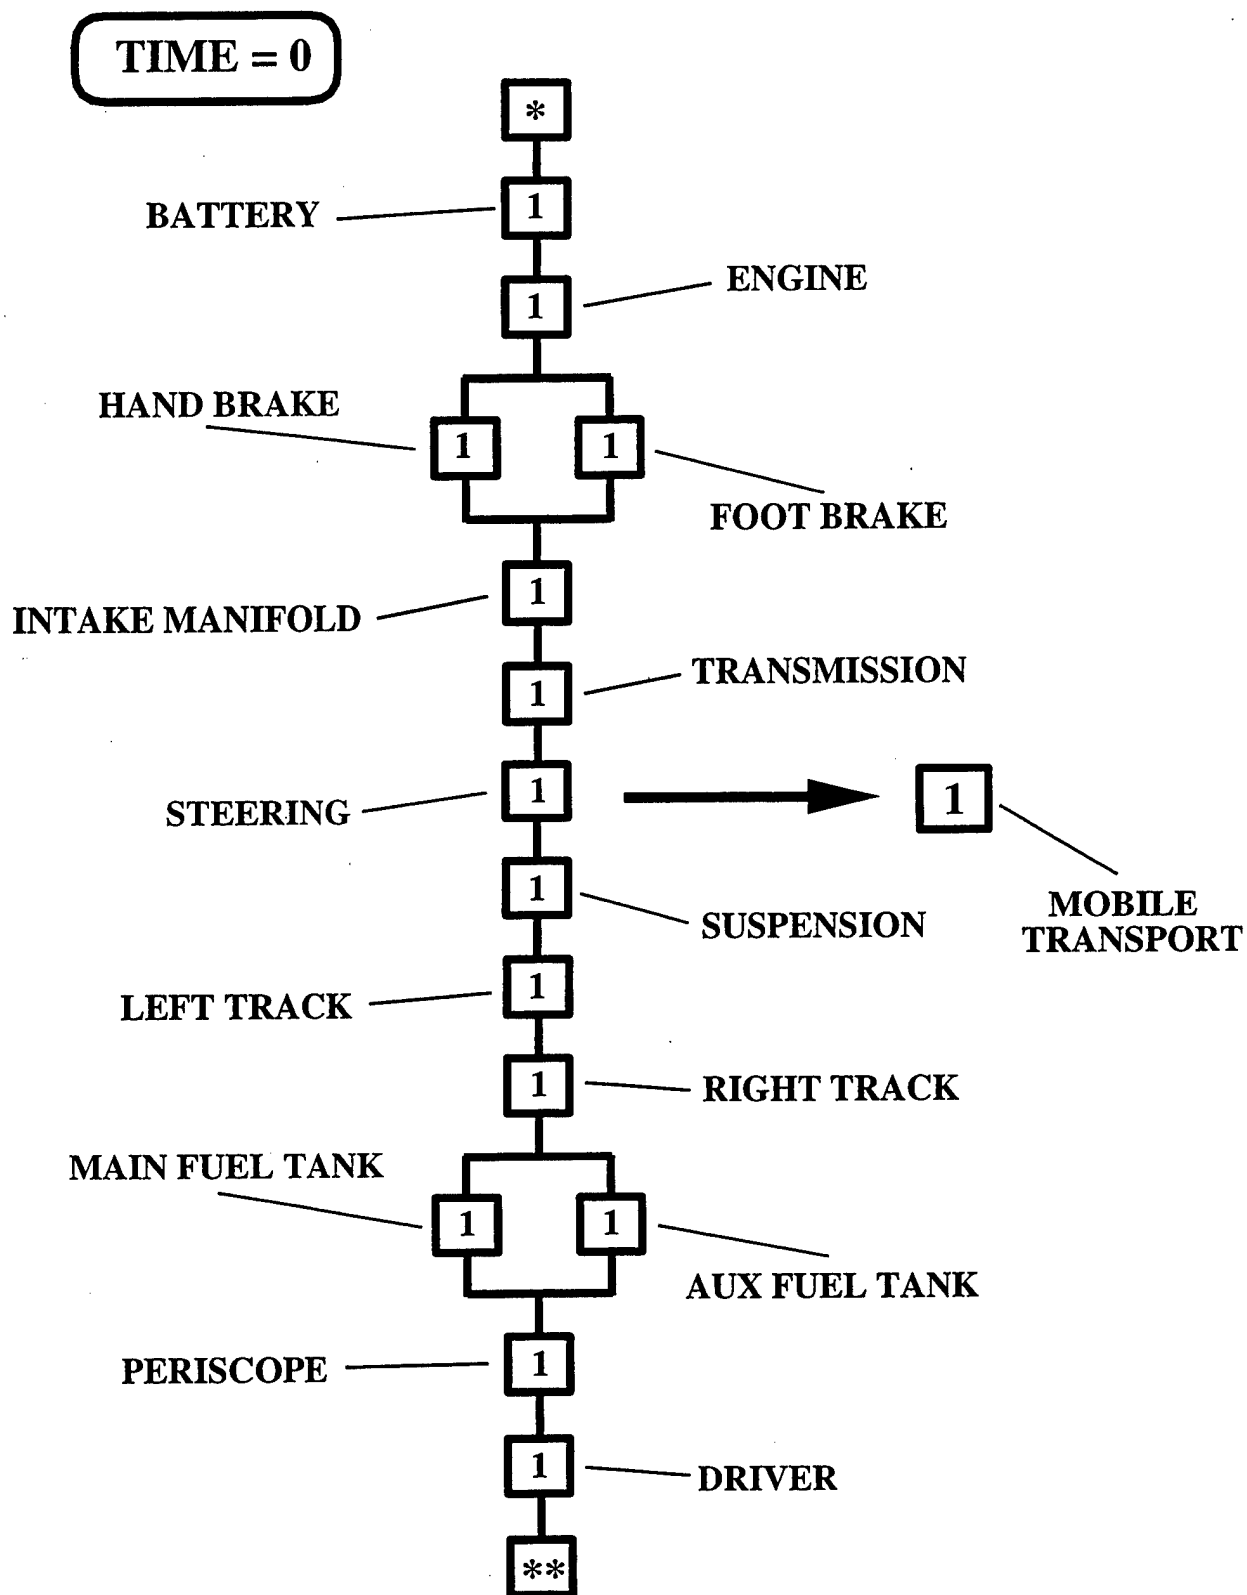 TIME = 0
*
BATTERY
1
ENGINE
1
HAND BRAKE
1
1
FOOT BRAKE
INTAKE MANIFOLD
1
TRANSMISSION
1
STEERING
1
1
MOBILE
TRANSPORT
SUSPENSION
1
LEFT TRACK
1
RIGHT TRACK
1
MAIN FUEL TANK
1
1
AUX FUEL TANK
PERISCOPE
1
DRIVER
1
**